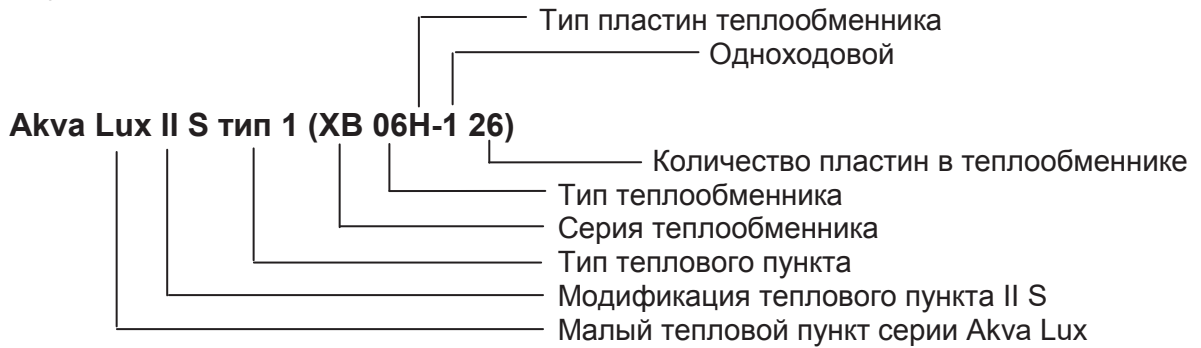 Тип пластин теплообменника
Одноходовой
Akva Lux II S тип 1 (XB 06H-1 26)
Количество пластин в теплообменнике
Тип теплообменника
Серия теплообменника
Тип теплового пункта
Модификация теплового пункта II S
Малый тепловой пункт серии Akva Lux